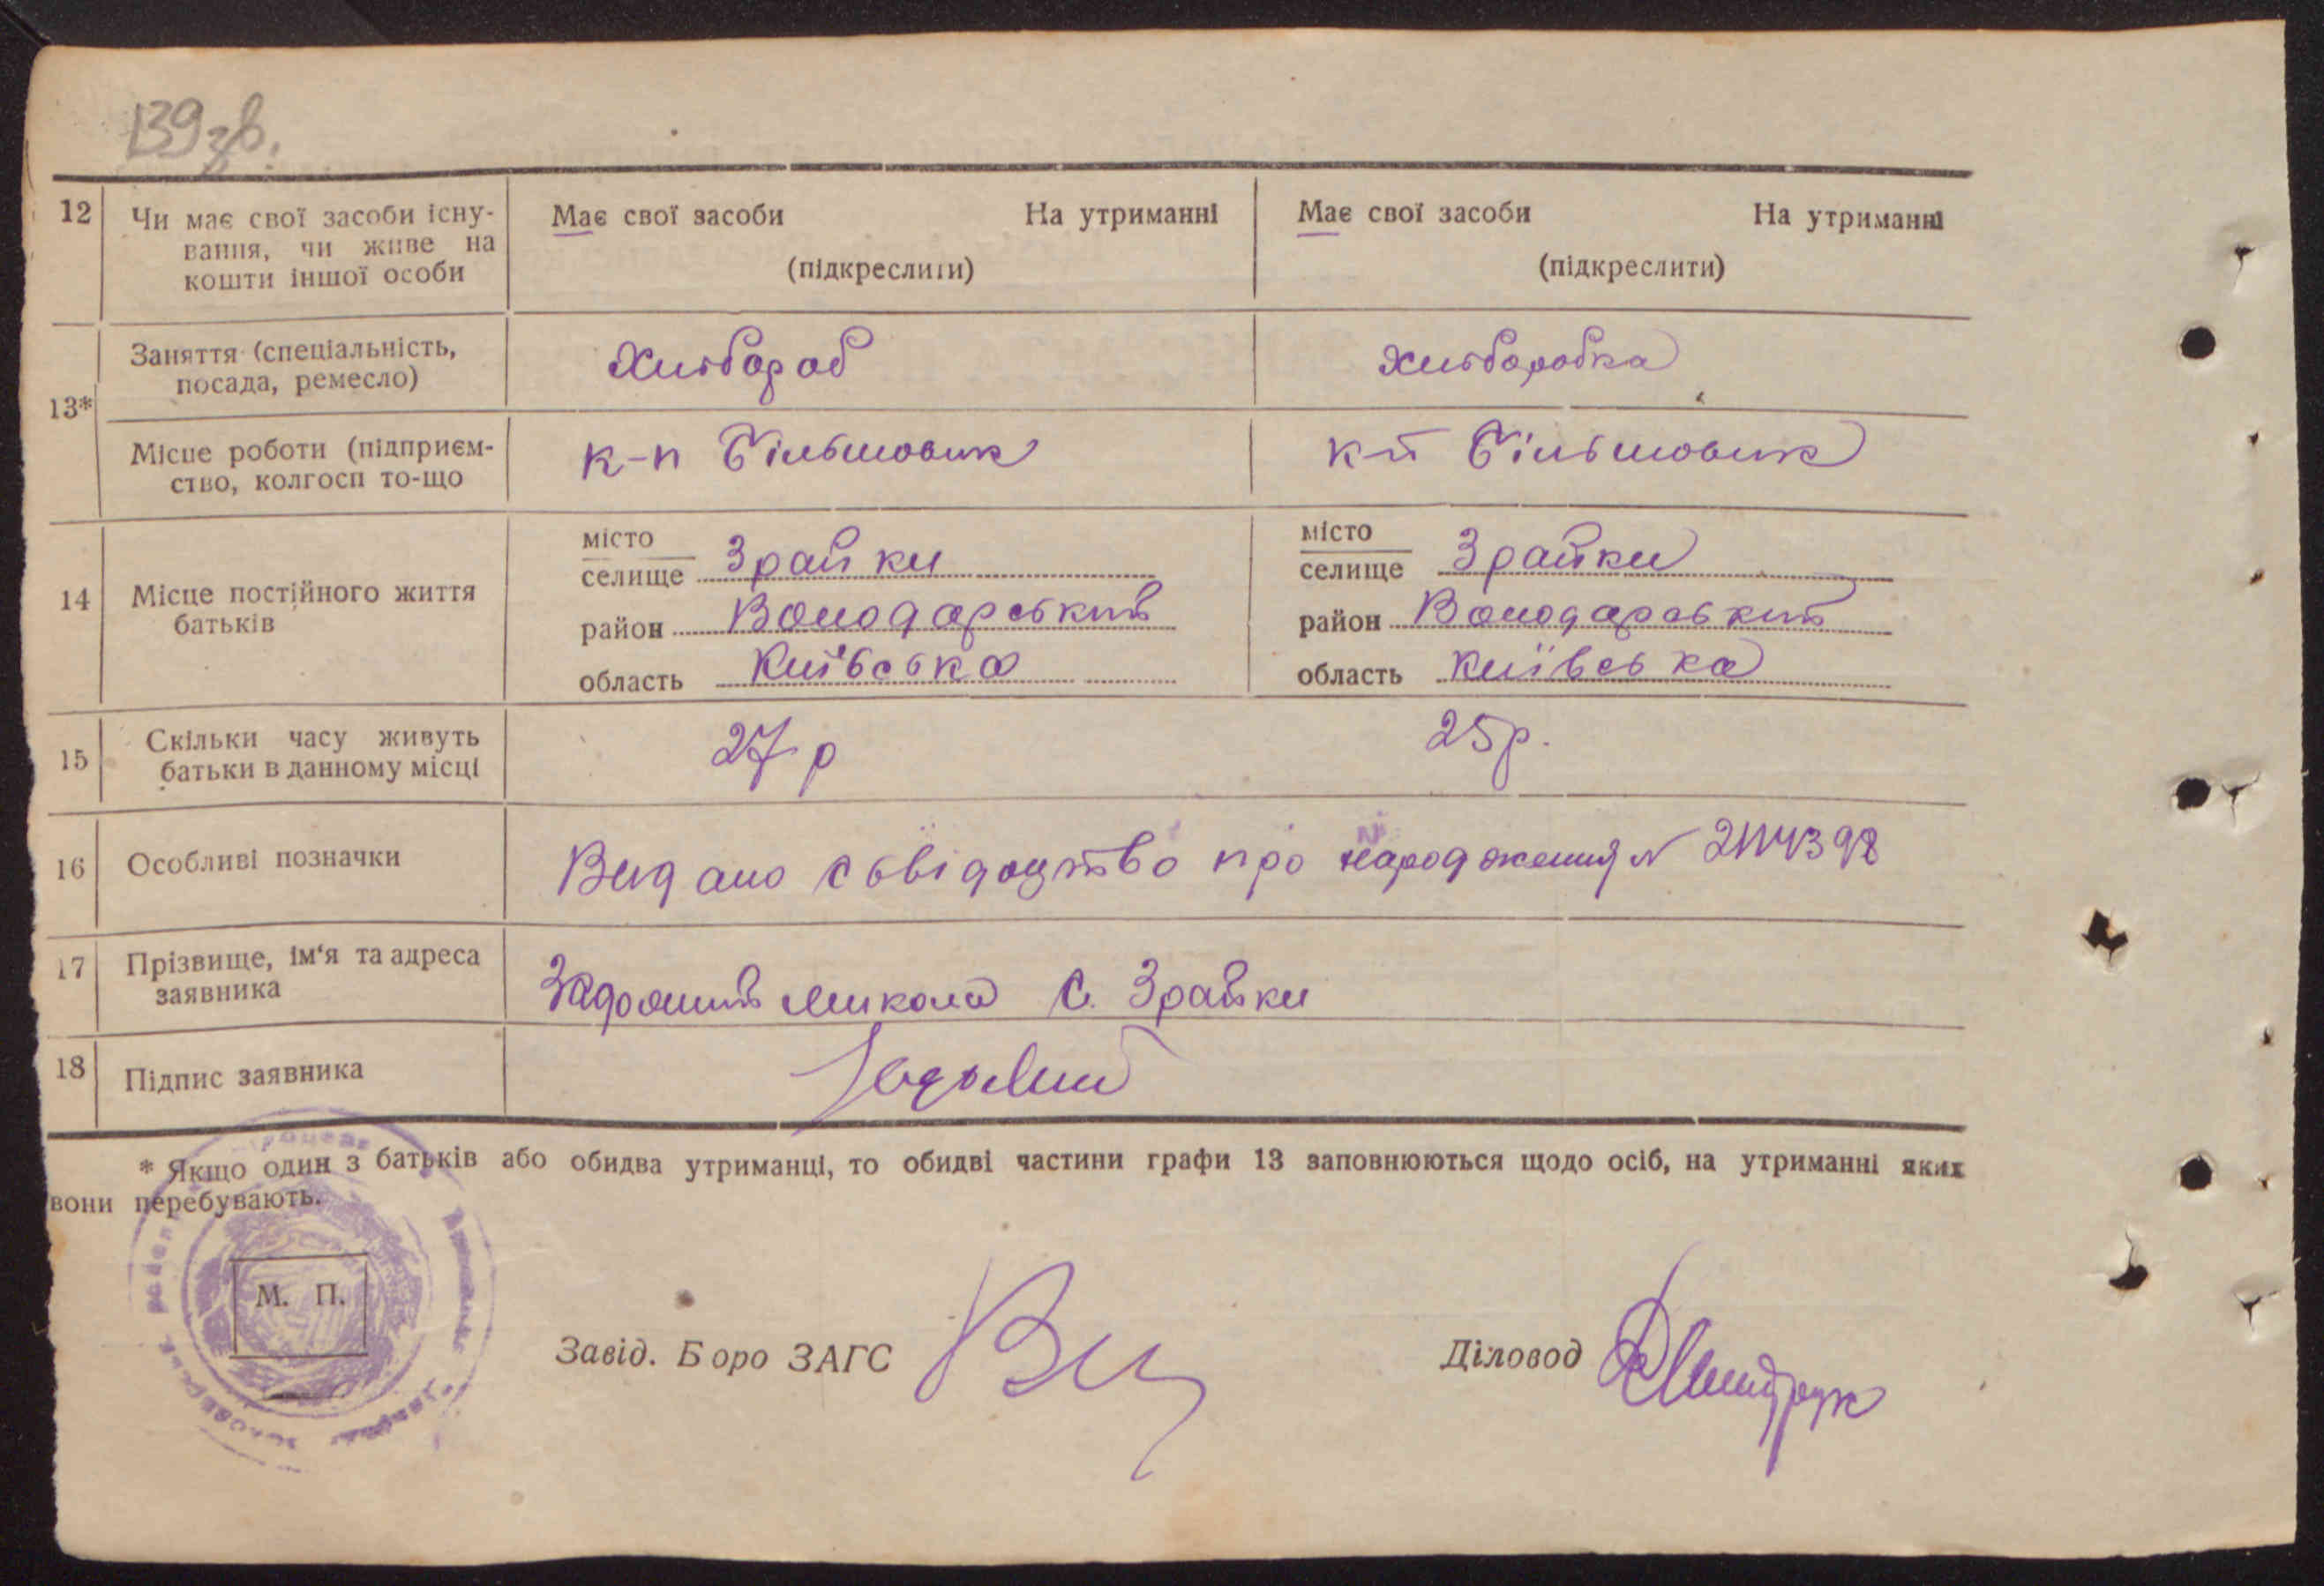 139 зв.
12
Чи має свої засоби існу-
вання, чи живе на
кошти іншої особи
Має свої засоби На утриманні
(підкреслити)
Має свої засоби На утриманні
(підкреслити)
13*
Заняття (спеціальність,
посада, ремесло)
Хлібороб
Хліборобка
Місце роботи (підприєм-
ство, колгосп то-що
к-п Більшовик
к-п Більшовик
14
Місце постійного життя
батьків
місто
селище Зрайки
район Володарський
область Київська
місто
селище Зрайки
район Володарський
область Київська
15
Скільки часу живуть
батьки в данному місці
27 р
25 р.
16
Особливі позначки
Видано свідоцтво про народження №
17
Прізвище, ім'я та адреса
заявника
Задолинй Микола с. Зрайки
18
Підпис заявника
* Якщо один з батьків або обидва утриманці, то обидві частини графи 13 заповнюються щодо осіб, на утриманні яких
вони перебувають.
М. П.
Завід. Боро ЗАГС
Діловод